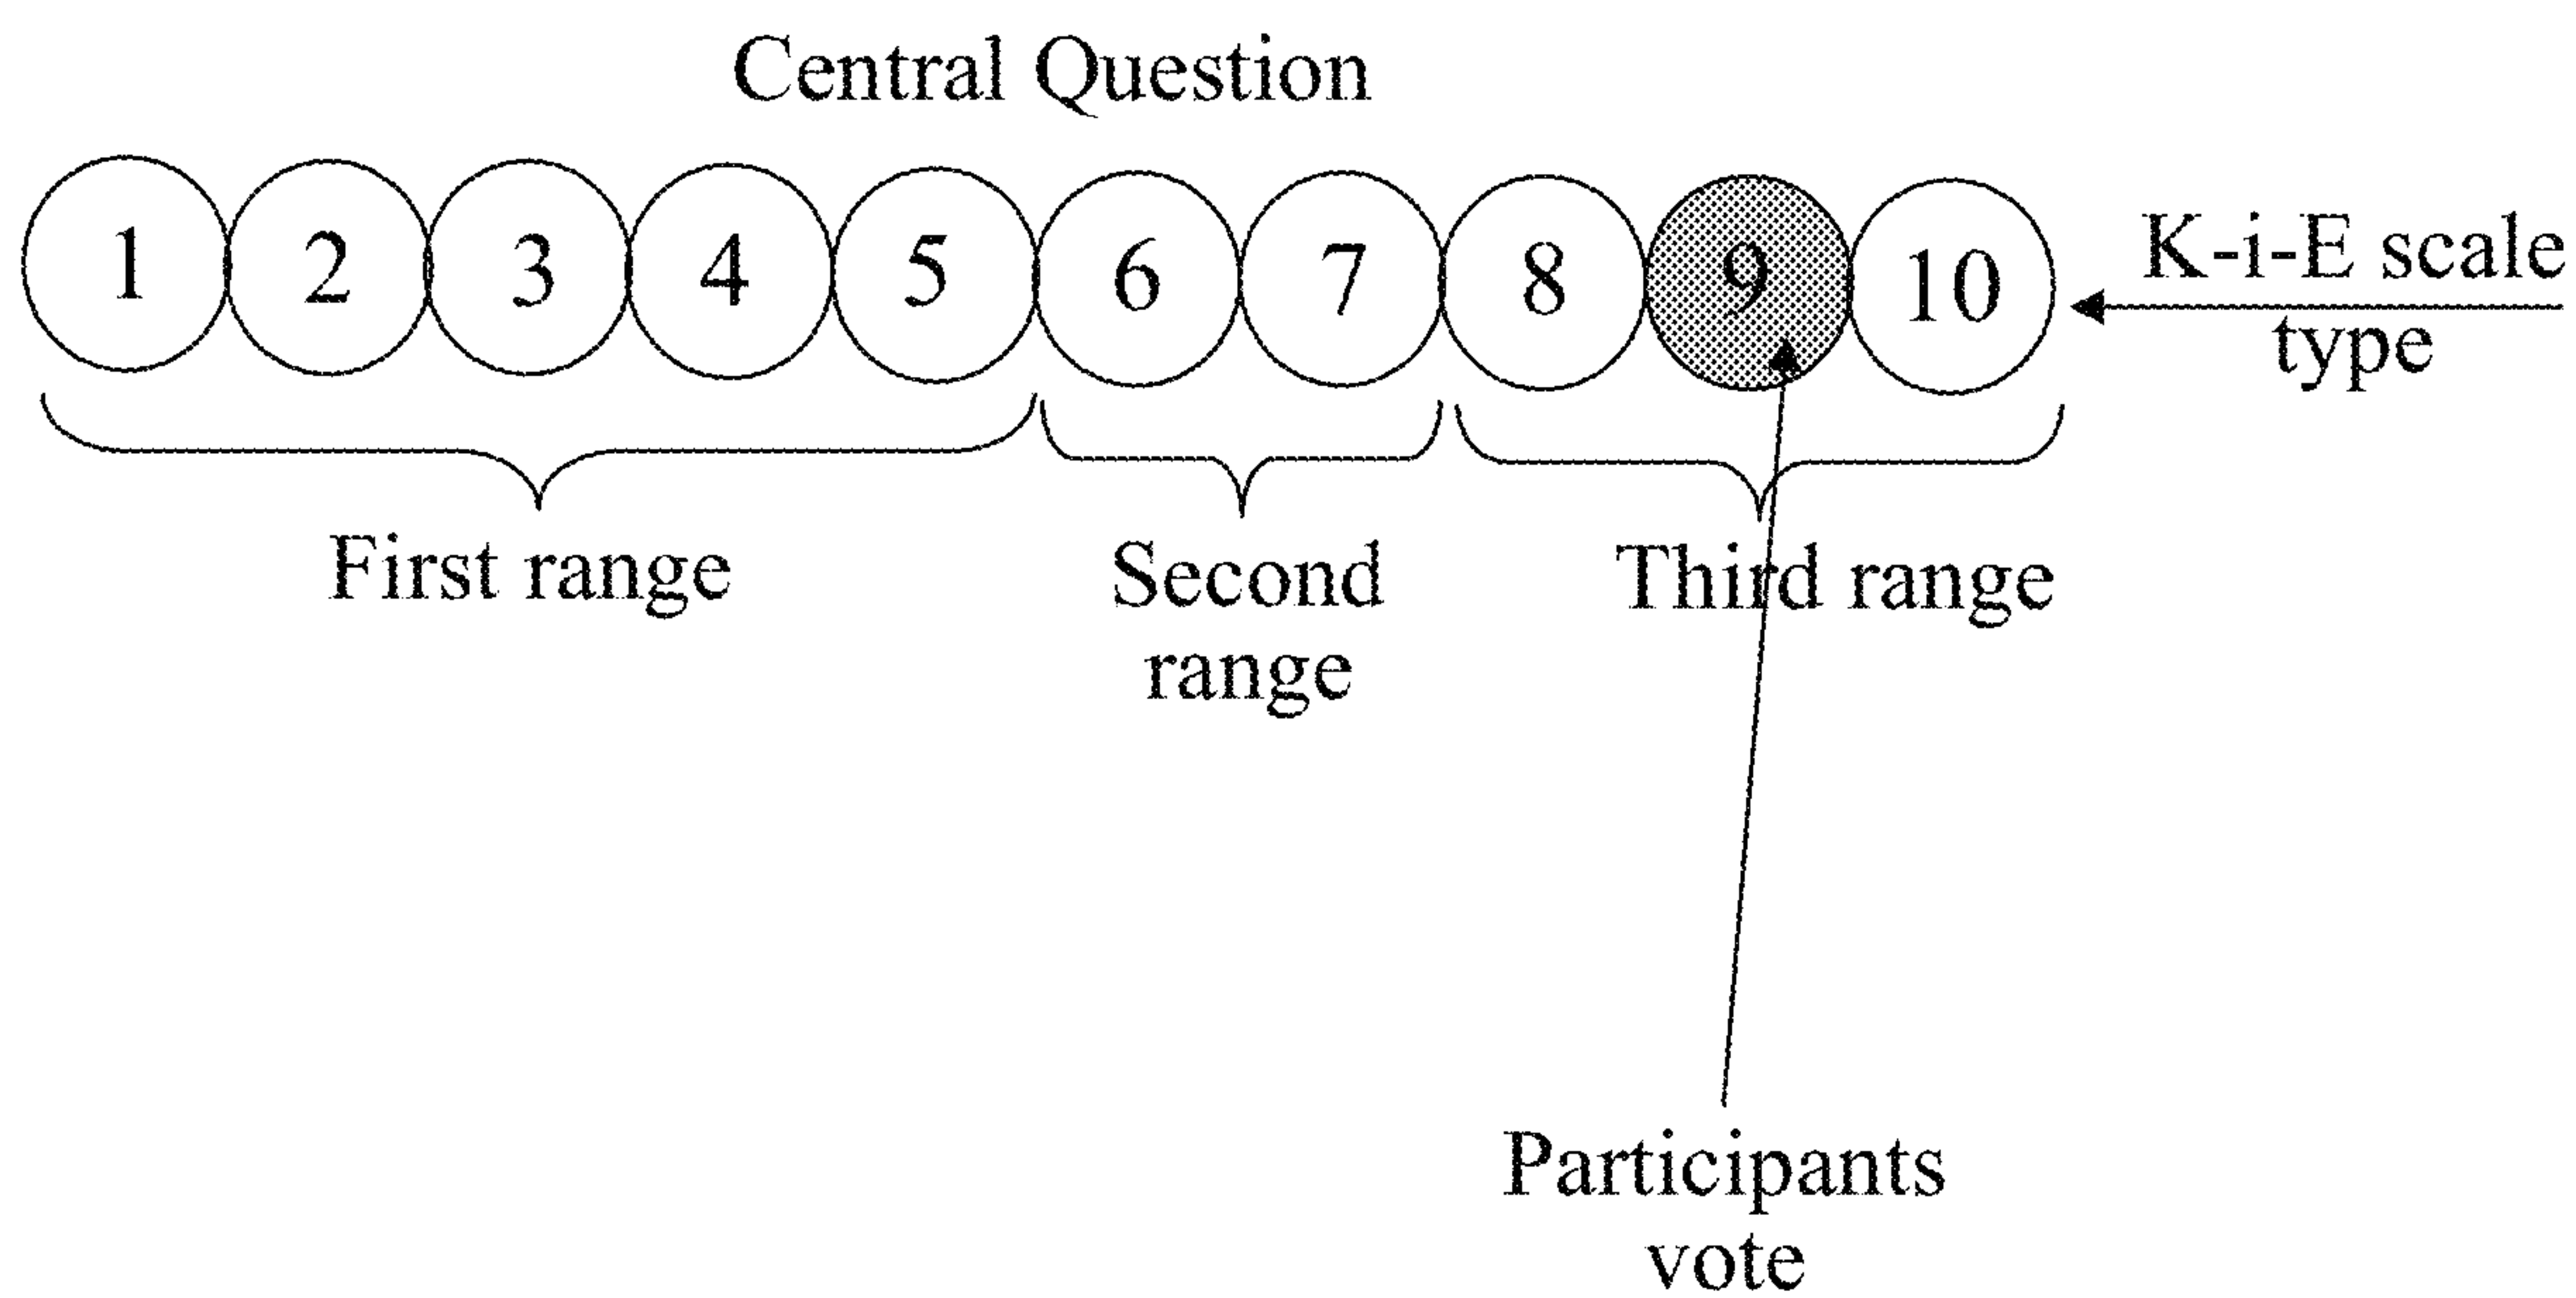 Central Question
1 2 3 4 5 6 7 8 9 10
K-i-E scale
type
First range
Second
range
Third range
Participants
vote